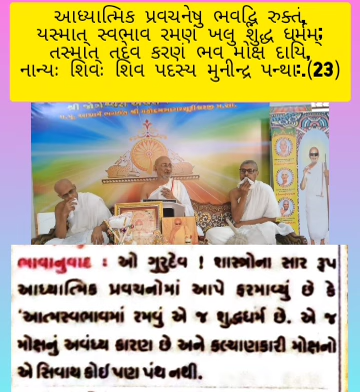 આધ્યાત્મિક પ્રવચનેષુ ભવદ્ભિ રુક્તં,
યસ્માત્ સ્વભાવ રમણં ખલુ શુદ્ધ ધર્મમ્;
તસ્માત્ તદેવ કરણં ભવ મોક્ષ દાયિ,
નાન્યઃ શિવઃ શિવ પદસ્ય મુનીન્દ્ર પન્થાઃ.(23)
ભાવાનુવાદ : ઓ ગુરુદેવ ! શાસ્ત્રોના સાર રૂપ
આધ્યાત્મિક પ્રવચનોમાં આપે ફરમાવ્યું છે કે
'આત્મસ્વભાવમાં રમવું એ જ શુદ્ધધર્મ છે. એ જ
મોક્ષનું અવંધ્ય કારણ છે અને કલ્યાણકારી મોક્ષનો
એ સિવાય કોઈ પણ પંથ નથી.